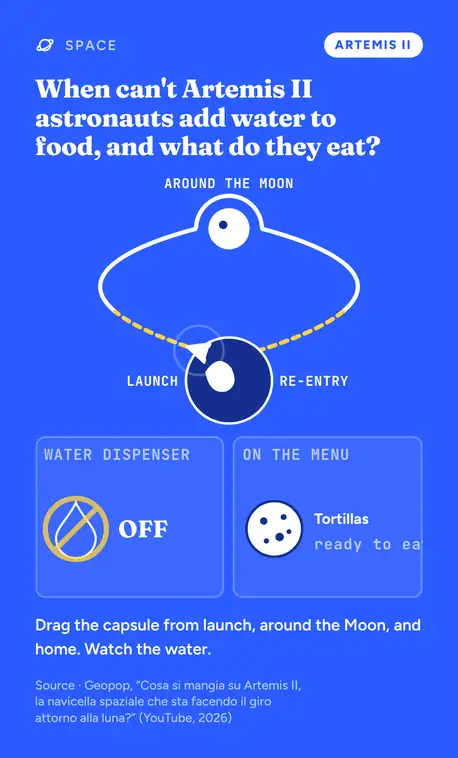 SPACE
ARTEMIS II
When can't Artemis II
astronauts add water to
food, and what do they eat?
AROUND THE MOON
LAUNCH
RE-ENTRY
WATER DISPENSER
OFF
ON THE MENU
Tortillas
ready to ea
Drag the capsule from launch, around the Moon, and
home. Watch the water.
Source · Geopop, “Cosa si mangia su Artemis II,
la navicella spaziale che sta facendo il giro
attorno alla luna?” (YouTube, 2026)